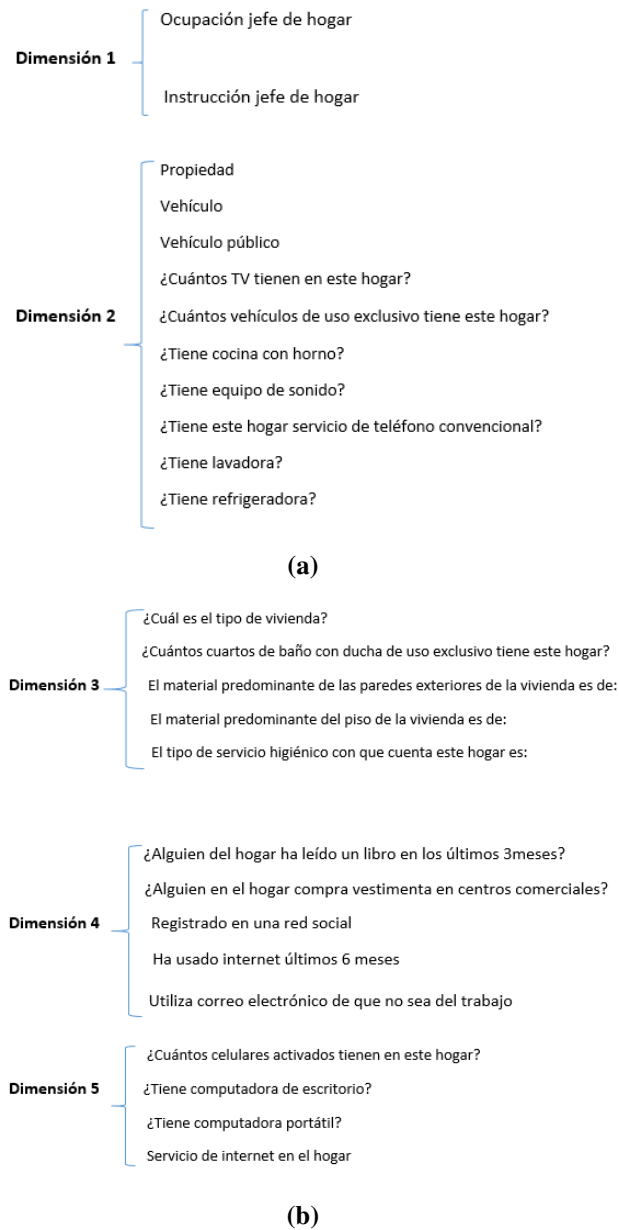 Dimensión 1
Ocupación jefe de hogar
Instrucción jefe de hogar
Dimensión 2
Propiedad
Vehículo
Vehículo público
¿Cuántos TV tienen en este hogar?
¿Cuántos vehículos de uso exclusivo tiene este hogar?
¿Tiene cocina con horno?
¿Tiene equipo de sonido?
¿Tiene este hogar servicio de teléfono convencional?
¿Tiene lavadora?
¿Tiene refrigeradora?
(a)
Dimensión 3
¿Cuál es el tipo de vivienda?
¿Cuántos cuartos de baño con ducha de uso exclusivo tiene este hogar?
El material predominante de las paredes exteriores de la vivienda es de:
El material predominante del piso de la vivienda es de:
El tipo de servicio higiénico con que cuenta este hogar es:
Dimensión 4
¿Alguien del hogar ha leído un libro en los últimos 3meses?
¿Alguien en el hogar compra vestimenta en centros comerciales?
Registrado en una red social
Ha usado internet últimos 6 meses
Utiliza correo electrónico de que no sea del trabajo
Dimensión 5
¿Cuántos celulares activados tienen en este hogar?
¿Tiene computadora de escritorio?
¿Tiene computadora portátil?
Servicio de internet en el hogar
(b)